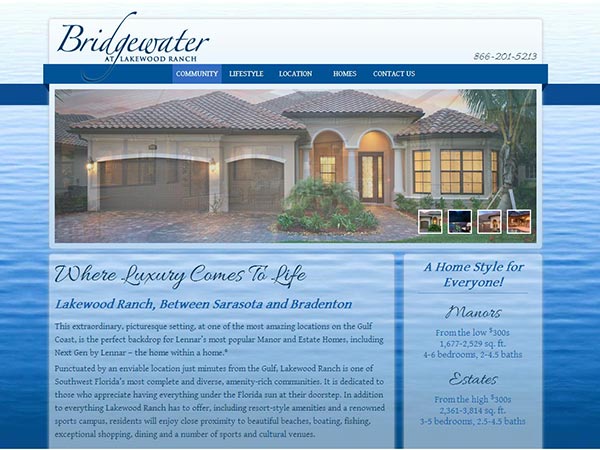 Bridgewater
AT LAKEWOOD RANCH
866-201-5213
COMMUNITY LIFESTYLE LOCATION HOMES CONTACT US
Where Luxury Comes To Life
Lakewood Ranch, Between Sarasota and Bradenton
This extraordinary, picturesque setting, at one of the most amazing locations on the Gulf
Coast, is the perfect backdrop for Lennar's most popular Manor and Estate Homes, including
Next Gen by Lennar – the home within a home.®
Punctuated by an enviable location just minutes from the Gulf, Lakewood Ranch is one of
Southwest Florida's most complete and diverse, amenity-rich communities. It is dedicated to
those who appreciate having everything under the Florida sun at their doorstep. In addition
to everything Lakewood Ranch has to offer, including resort-style amenities and a renowned
sports campus, residents will enjoy close proximity to beautiful beaches, boating, fishing,
exceptional shopping, dining and a number of sports and cultural venues.
A Home Style for
Everyone!
Manors
From the low $300s
1,677-2,529 sq. ft.
4-6 bedrooms, 2-4.5 baths
Estates
From the high $300s
2,361-3,814 sq. ft.
3-5 bedrooms, 2.5-4.5 baths